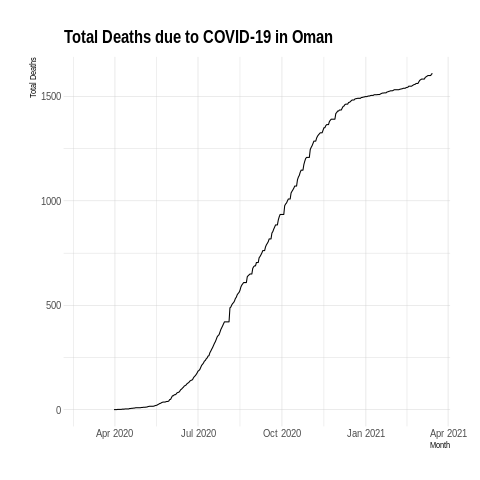 Total Deaths due to COVID-19 in Oman
Total Deaths
1500
1000
500
0
Apr 2020 Jul 2020 Oct 2020 Jan 2021 Apr 2021
Month